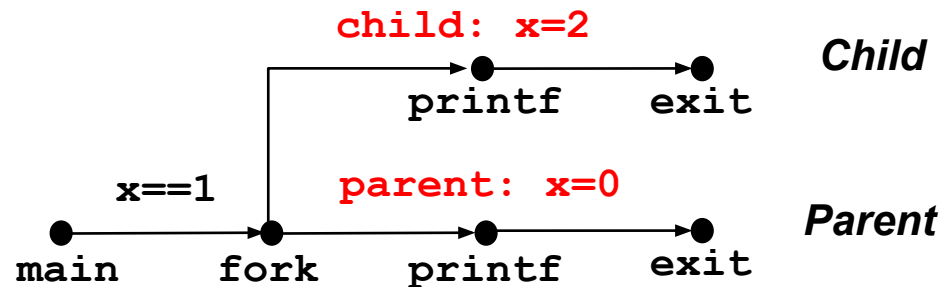 child: x=2
Child
printf
exit
x==1
parent: x=0
Parent
main
fork
printf
exit